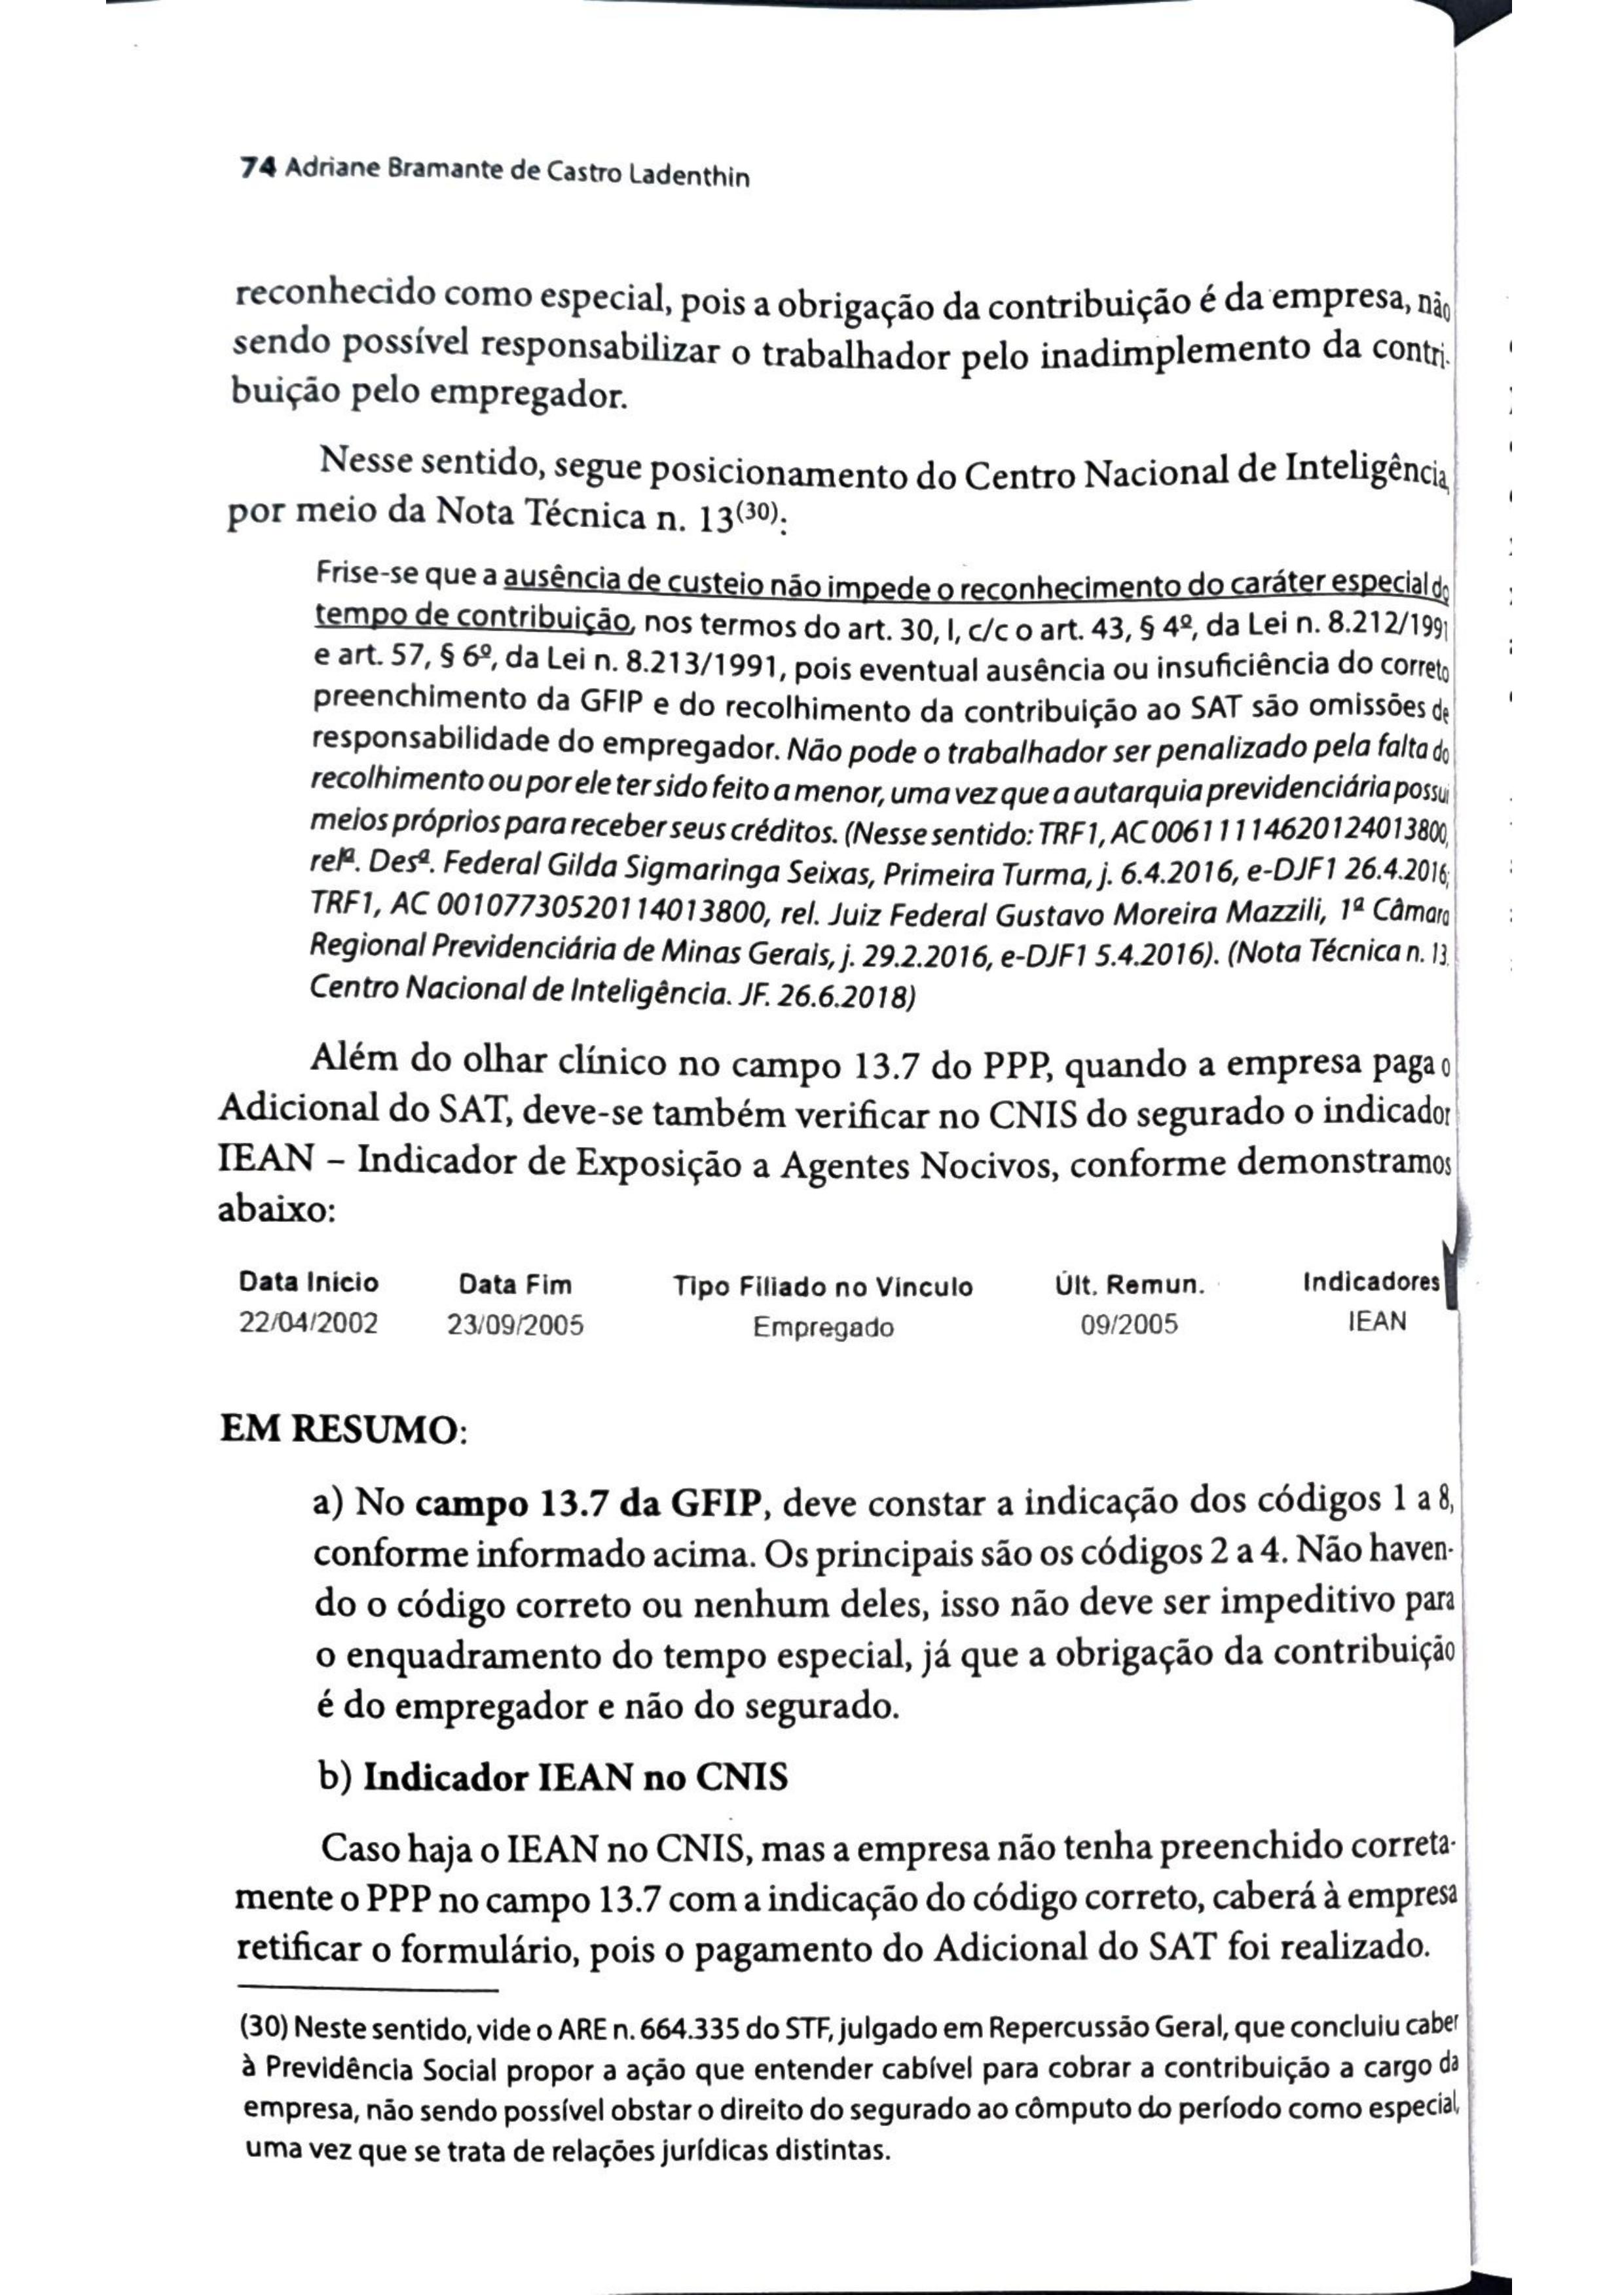 74 Adriane Bramante de Castro Ladenthin
reconhecido como especial, pois a obrigação da contribuição é da empresa, não
sendo possível responsabilizar o trabalhador pelo inadimplemento da contri-
buição pelo empregador.
Nesse sentido, segue posicionamento do Centro Nacional de Inteligência,
por meio da Nota Técnica n. 13(30):
Frise-se que a ausência de custeio não impede o reconhecimento do caráter especial do
tempo de contribuição, nos termos do art. 30, I, c/c o art. 43, § 4º, da Lei n. 8.212/1991
e art. 57, § 6º, da Lei n. 8.213/1991, pois eventual ausência ou insuficiência do correto
preenchimento da GFIP e do recolhimento da contribuição ao SAT são omissões de
responsabilidade do empregador. Não pode o trabalhador ser penalizado pela falta do
recolhimento ou por ele ter sido feito a menor, uma vez que a autarquia previdenciária possui
meios próprios para receber seus créditos. (Nesse sentido: TRF1, AC 006111114620124013800,
relª. Desª. Federal Gilda Sigmaringa Seixas, Primeira Turma, j. 6.4.2016, e-DJF1 26.4.2016;
TRF1, AC 00107730520114013800, rel. Juiz Federal Gustavo Moreira Mazzili, 1ª Câmara
Regional Previdenciária de Minas Gerais, j. 29.2.2016, e-DJF1 5.4.2016). (Nota Técnica n. 13.
Centro Nacional de Inteligência. JF. 26.6.2018)
Além do olhar clínico no campo 13.7 do PPP, quando a empresa paga o
Adicional do SAT, deve-se também verificar no CNIS do segurado o indicador
IEAN – Indicador de Exposição a Agentes Nocivos, conforme demonstramos
abaixo:
Data Inicio Data Fim Tipo Filiado no Vinculo Últ. Remun. Indicadores
22/04/2002 23/09/2005 Empregado 09/2005 IEAN
EM RESUMO:
a) No campo 13.7 da GFIP, deve constar a indicação dos códigos 1 a 8,
conforme informado acima. Os principais são os códigos 2 a 4. Não haven-
do o código correto ou nenhum deles, isso não deve ser impeditivo para
o enquadramento do tempo especial, já que a obrigação da contribuição
é do empregador e não do segurado.
b) Indicador IEAN no CNIS
Caso haja o IEAN no CNIS, mas a empresa não tenha preenchido correta-
mente o PPP no campo 13.7 com a indicação do código correto, caberá à empresa
retificar o formulário, pois o pagamento do Adicional do SAT foi realizado.
(30) Neste sentido, vide o ARE n. 664.335 do STF, julgado em Repercussão Geral, que concluiu caber
à Previdência Social propor a ação que entender cabível para cobrar a contribuição a cargo da
empresa, não sendo possível obstar o direito do segurado ao cômputo do período como especial,
uma vez que se trata de relações jurídicas distintas.